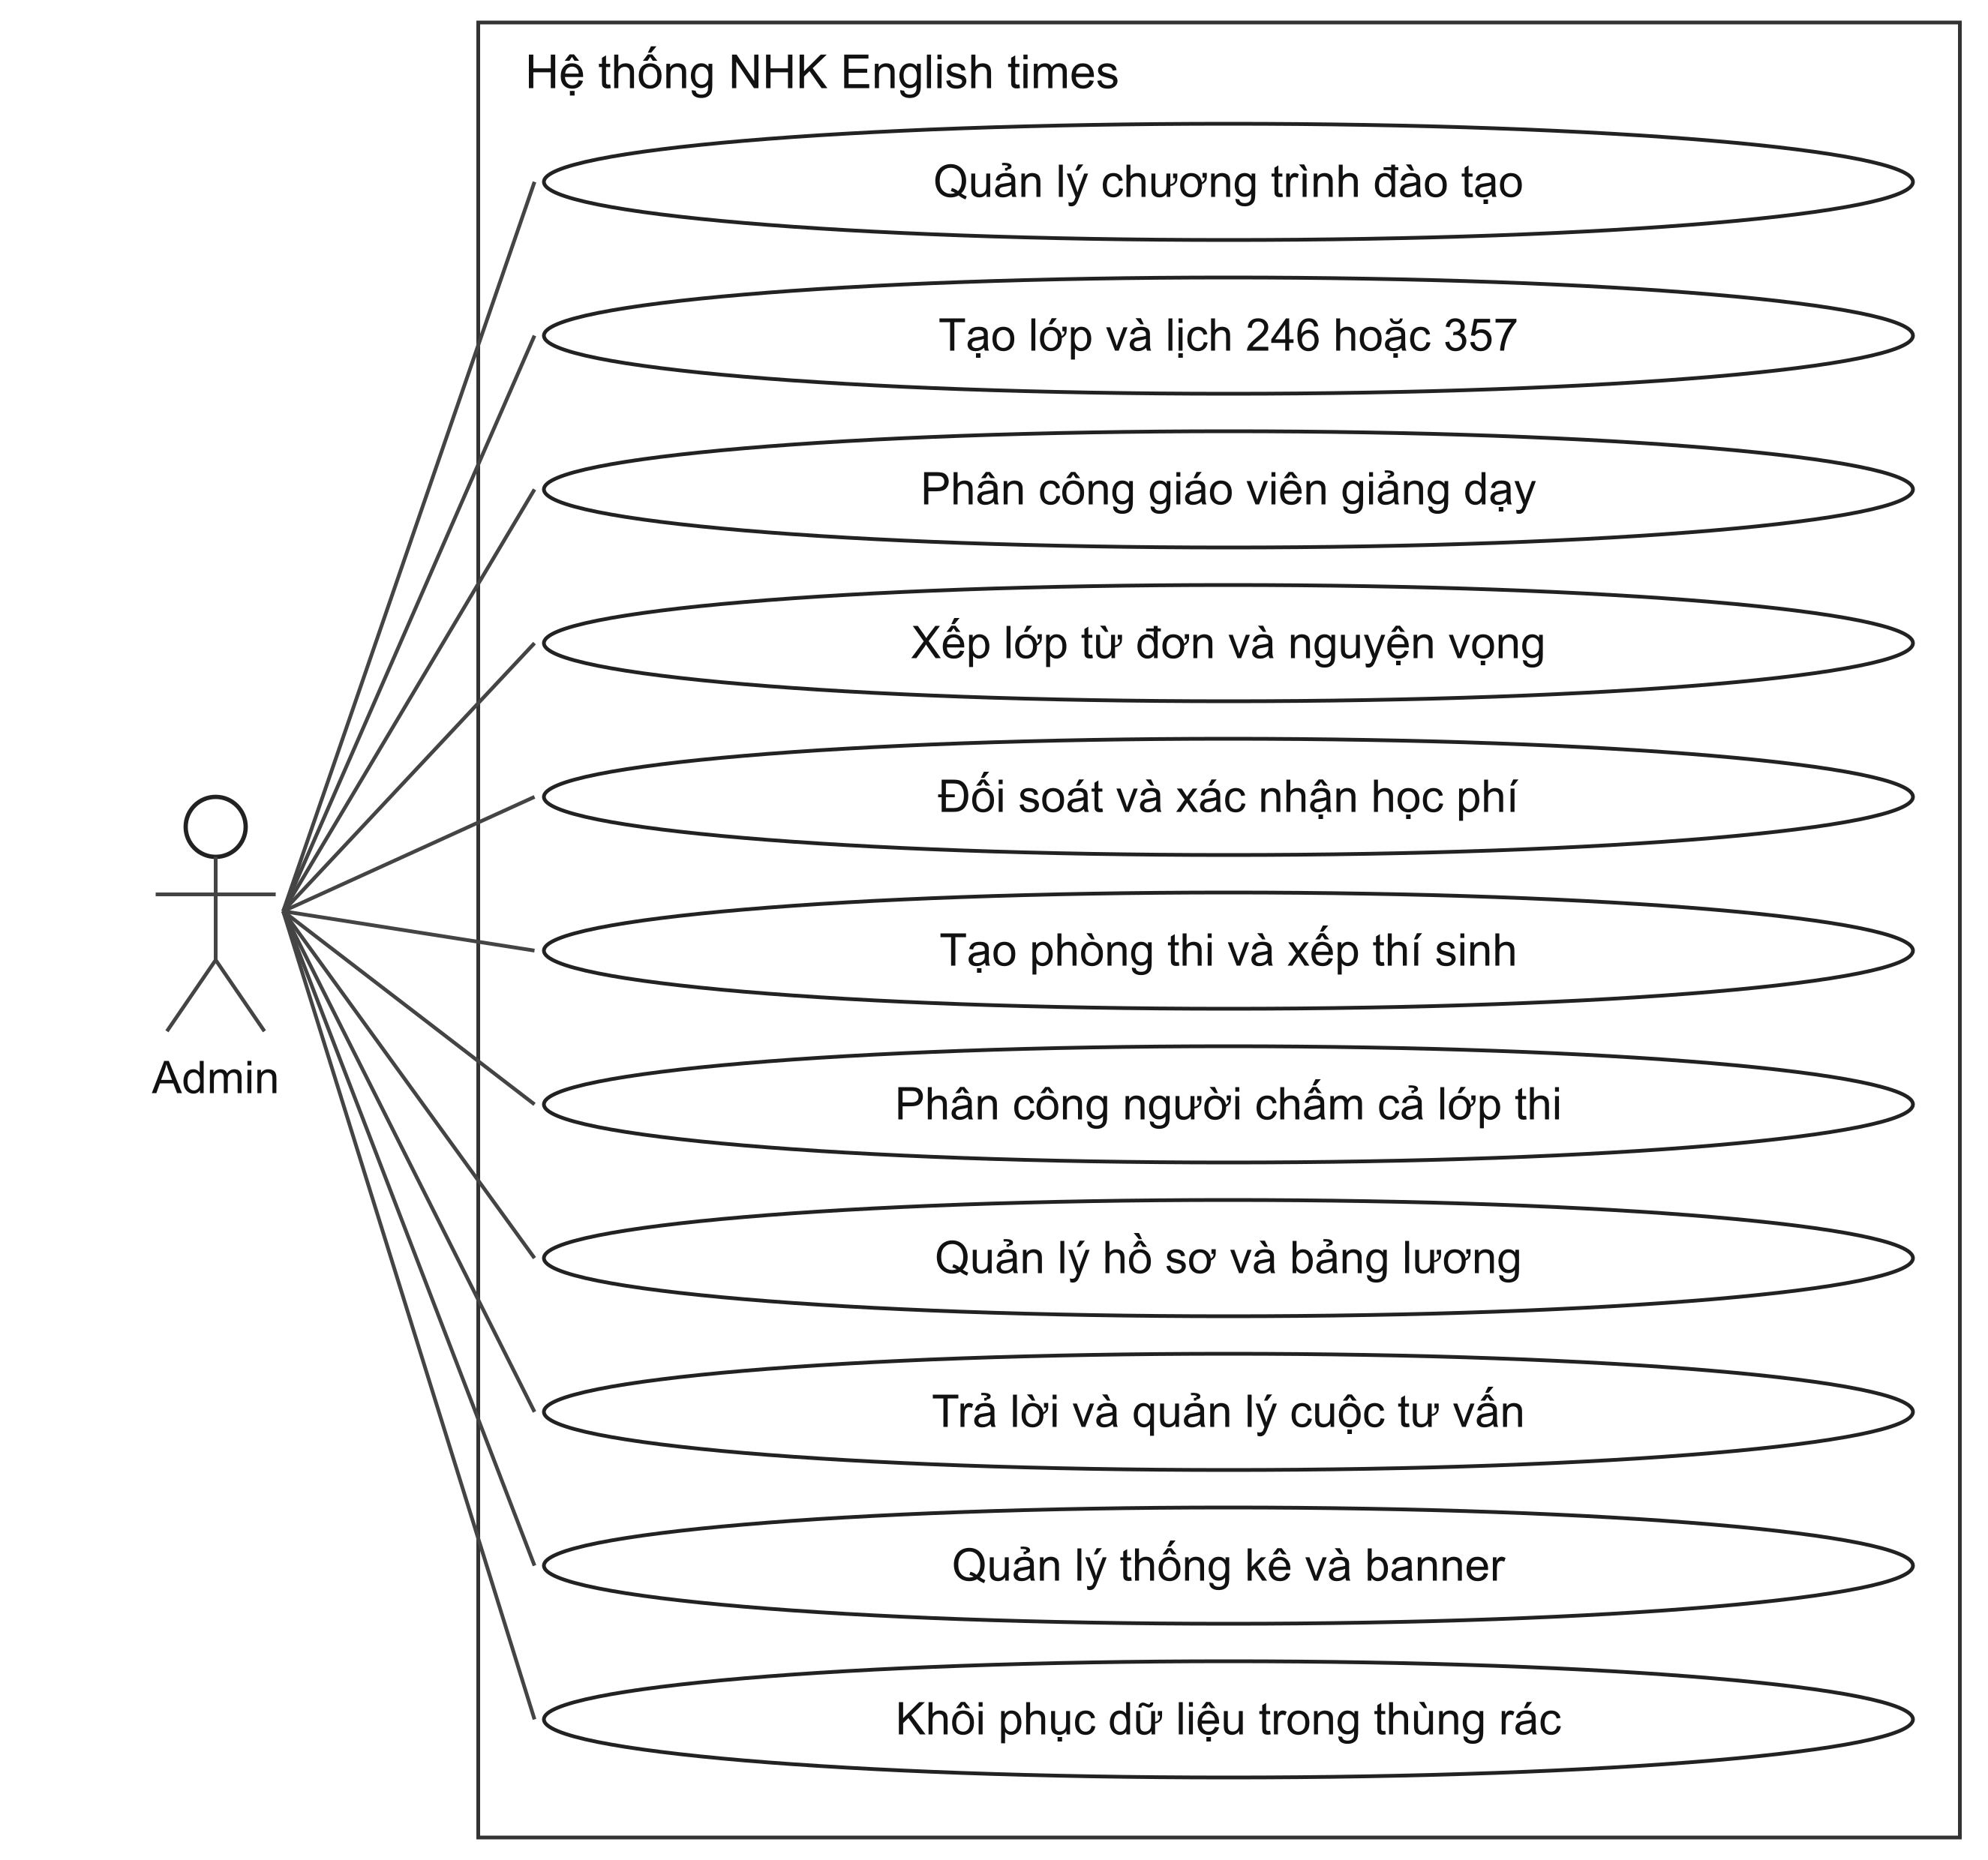 Hệ thống NHK English times
Quản lý chương trình đào tạo
Tạo lớp và lịch 246 hoặc 357
Phân công giáo viên giảng dạy
Xếp lớp từ đơn và nguyện vọng
Đối soát và xác nhận học phí
Tạo phòng thi và xếp thí sinh
Admin
Phân công người chấm cả lớp thi
Quản lý hồ sơ và bảng lương
Trả lời và quản lý cuộc tư vấn
Quản lý thống kê và banner
Khôi phục dữ liệu trong thùng rác